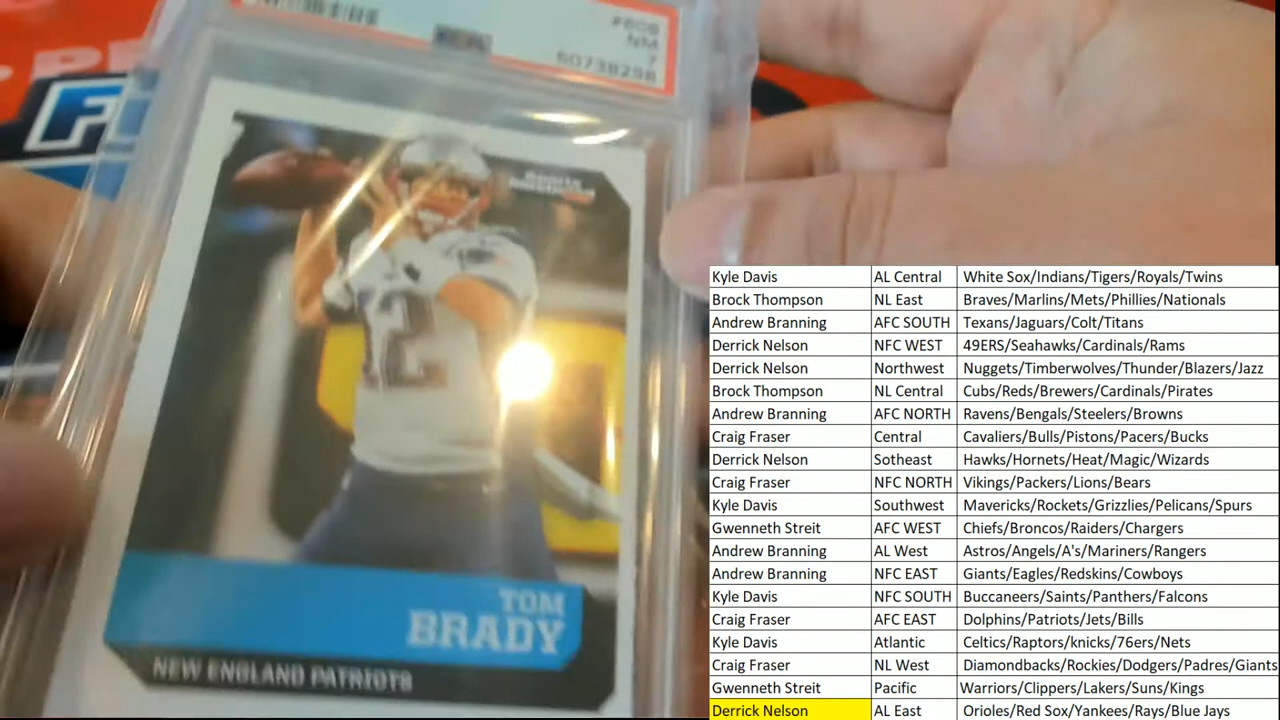 #608
NM 7
60738298
SPORTS ILLUSTRATED
12
TOM
BRADY
NEW ENGLAND PATRIOTS
Kyle Davis AL Central White Sox/Indians/Tigers/Royals/Twins
Brock Thompson NL East Braves/Marlins/Mets/Phillies/Nationals
Andrew Branning AFC SOUTH Texans/Jaguars/Colt/Titans
Derrick Nelson NFC WEST 49ERS/Seahawks/Cardinals/Rams
Derrick Nelson Northwest Nuggets/Timberwolves/Thunder/Blazers/Jazz
Brock Thompson NL Central Cubs/Reds/Brewers/Cardinals/Pirates
Andrew Branning AFC NORTH Ravens/Bengals/Steelers/Browns
Craig Fraser Central Cavaliers/Bulls/Pistons/Pacers/Bucks
Derrick Nelson Sotheast Hawks/Hornets/Heat/Magic/Wizards
Craig Fraser NFC NORTH Vikings/Packers/Lions/Bears
Kyle Davis Southwest Mavericks/Rockets/Grizzlies/Pelicans/Spurs
Gwenneth Streit AFC WEST Chiefs/Broncos/Raiders/Chargers
Andrew Branning AL West Astros/Angels/A's/Mariners/Rangers
Andrew Branning NFC EAST Giants/Eagles/Redskins/Cowboys
Kyle Davis NFC SOUTH Buccaneers/Saints/Panthers/Falcons
Craig Fraser AFC EAST Dolphins/Patriots/Jets/Bills
Kyle Davis Atlantic Celtics/Raptors/knicks/76ers/Nets
Craig Fraser NL West Diamondbacks/Rockies/Dodgers/Padres/Giants
Gwenneth Streit Pacific Warriors/Clippers/Lakers/Suns/Kings
Derrick Nelson AL East Orioles/Red Sox/Yankees/Rays/Blue Jays